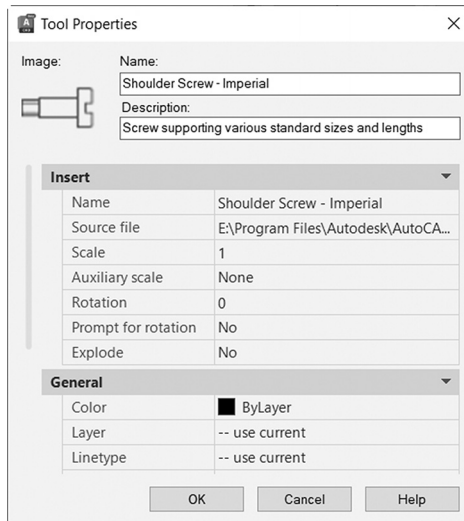 Tool Properties
Image:
Name:
Shoulder Screw - Imperial
Description:
Screw supporting various standard sizes and lengths
Insert
Name Shoulder Screw - Imperial
Source file E:\Program Files\Autodesk\AutoCA...
Scale 1
Auxiliary scale None
Rotation 0
Prompt for rotation No
Explode No
General
Color ByLayer
Layer -- use current
Linetype -- use current
OK Cancel Help